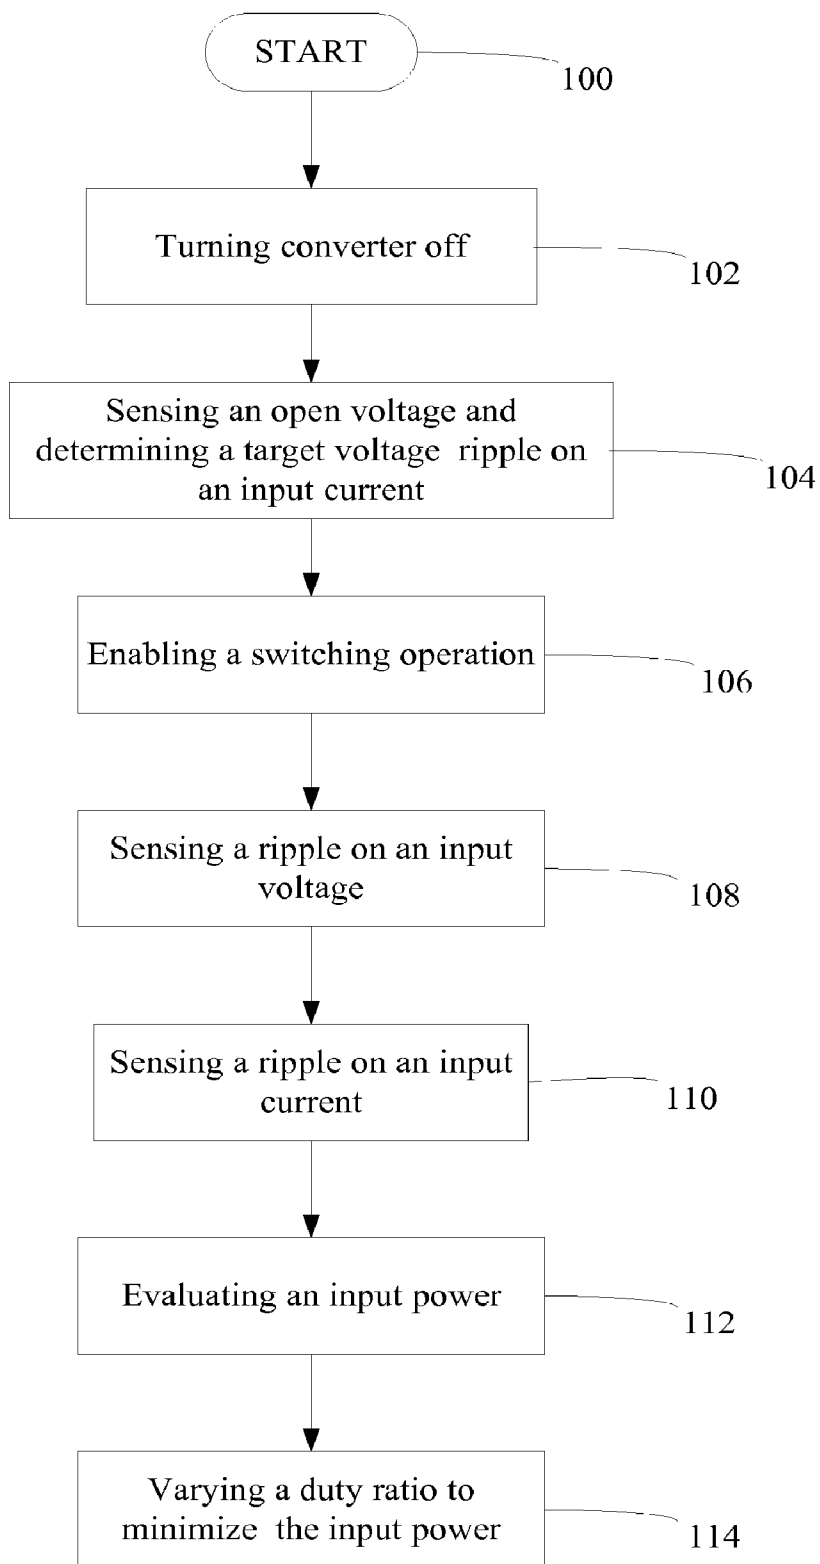 START
100
Turning converter off
102
Sensing an open voltage and
determining a target voltage ripple on
an input current
104
Enabling a switching operation
106
Sensing a ripple on an input
voltage
108
Sensing a ripple on an input
current
110
Evaluating an input power
112
Varying a duty ratio to
minimize the input power
114